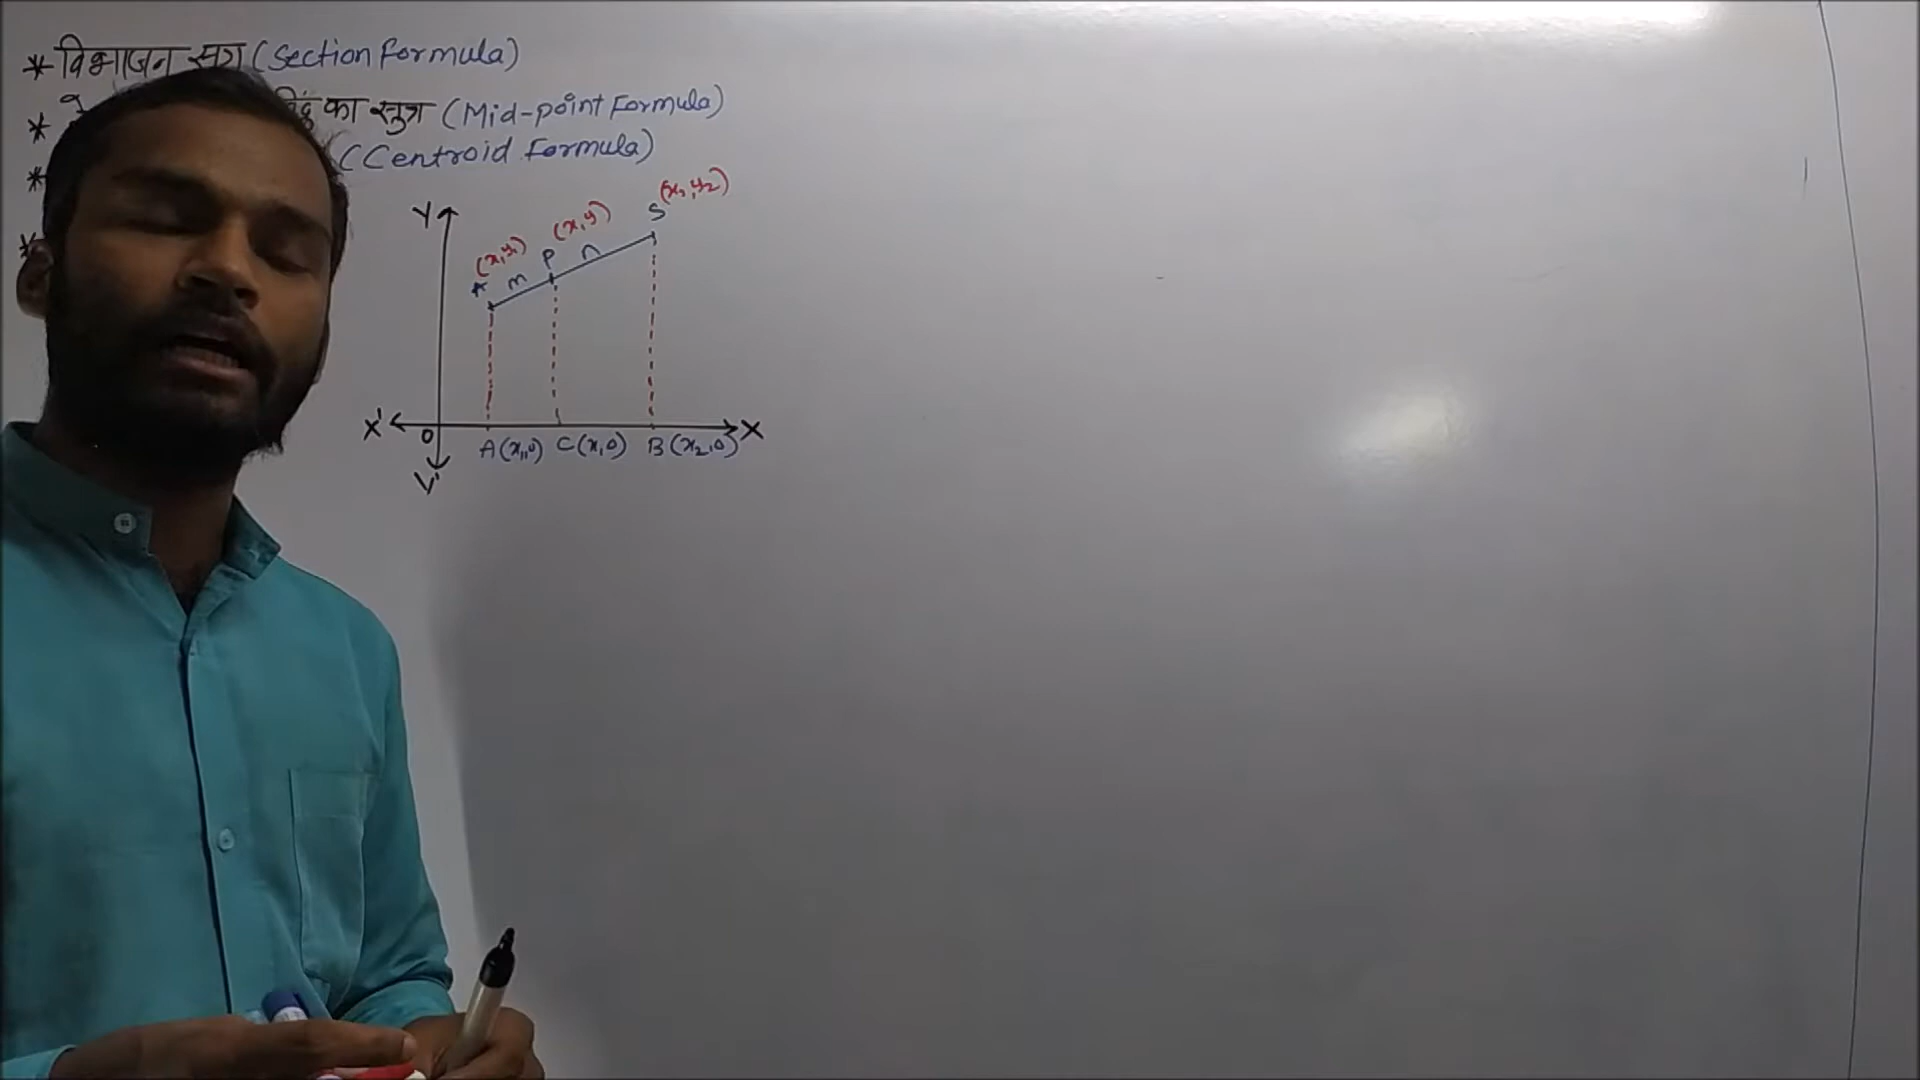 * विभाजन सूत्र (Section Formula)
* का सूत्र (Mid-point Formula)
* (Centroid Formula)
*
Y
(x1,y1) (x,y) S (x2,y2)
m P n
X' O X
A(x1,0) C(x,0) B(x2,0)
Y'